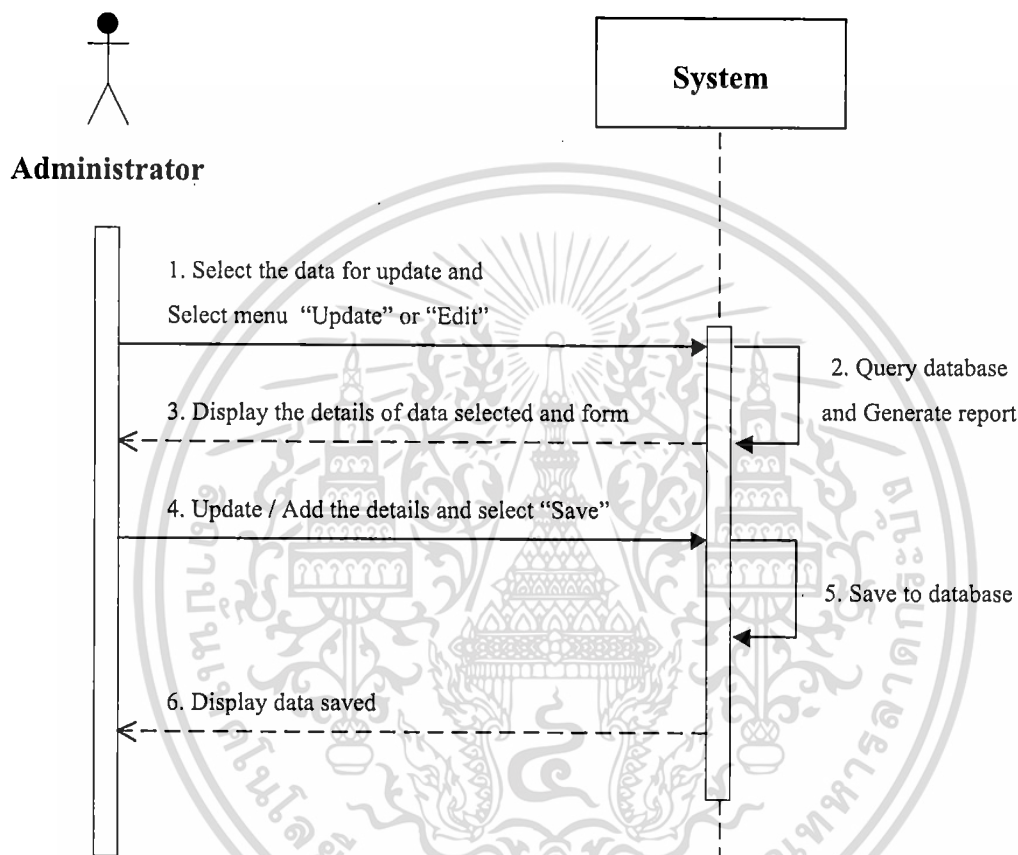 System
Administrator
1. Select the data for update and
Select menu “Update” or “Edit”
2. Query database
and Generate report
3. Display the details of data selected and form
4. Update / Add the details and select “Save”
5. Save to database
6. Display data saved